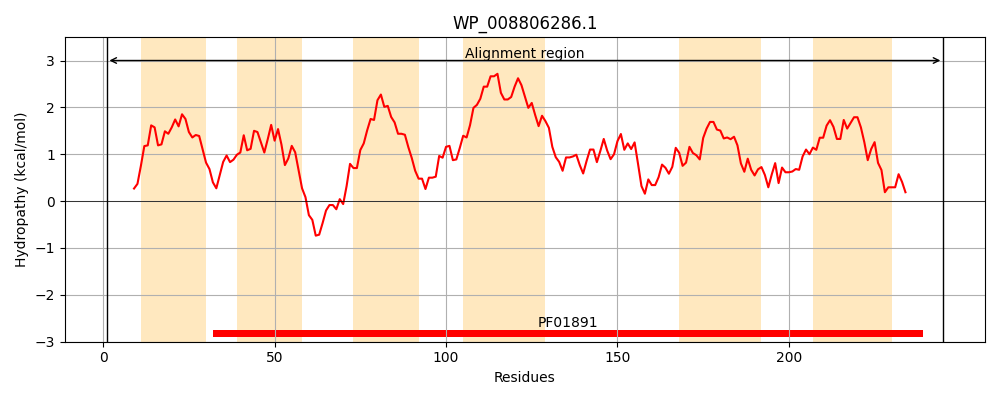 WP_008806286.1
Alignment region
3
2
1
0
−1
−2
−3
Hydropathy (kcal/mol)
PF01891
0 50 100 150 200
Residues